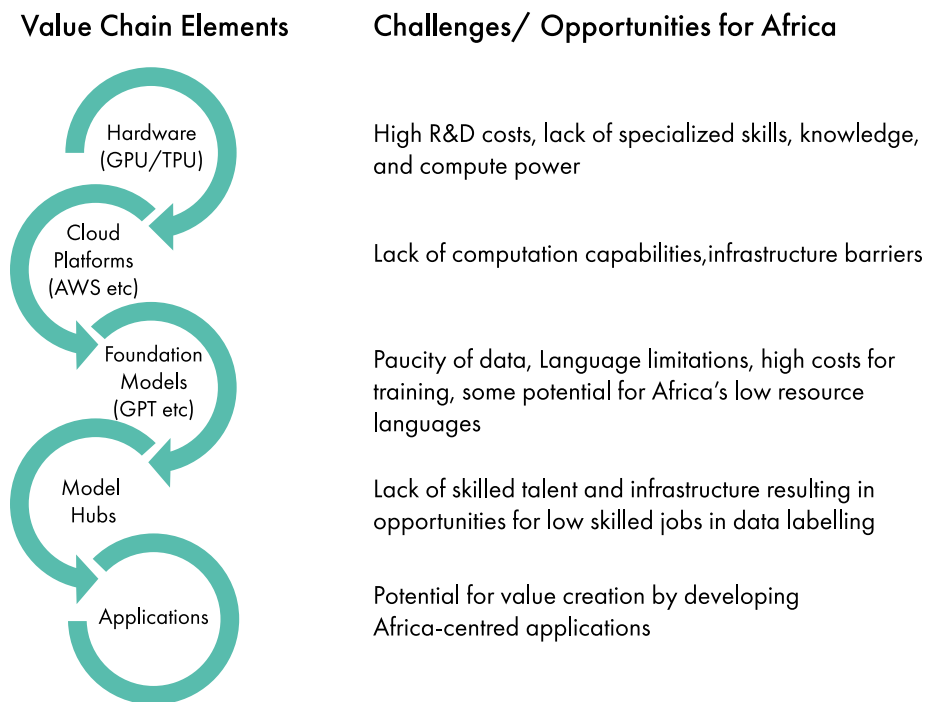 Value Chain Elements
Challenges/ Opportunities for Africa
Hardware
(GPU/TPU)
High R&D costs, lack of specialized skills, knowledge,
and compute power
Cloud
Platforms
(AWS etc)
Lack of computation capabilities,infrastructure barriers
Foundation
Models
(GPT etc)
Paucity of data, Language limitations, high costs for
training, some potential for Africa’s low resource
languages
Model
Hubs
Lack of skilled talent and infrastructure resulting in
opportunities for low skilled jobs in data labelling
Applications
Potential for value creation by developing
Africa-centred applications